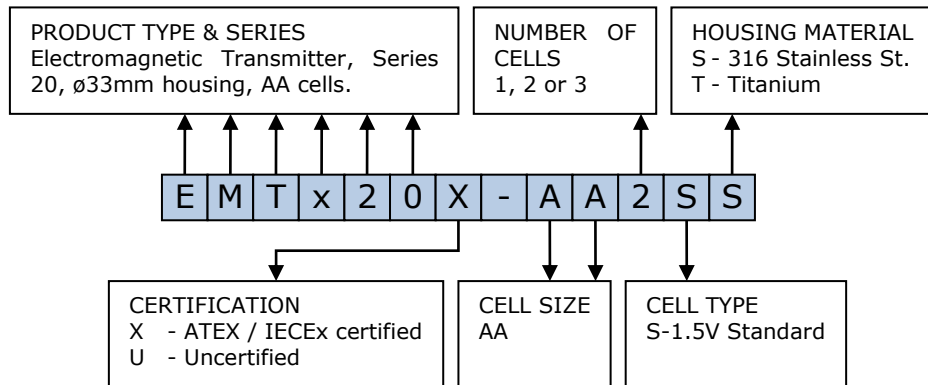 PRODUCT TYPE & SERIES
Electromagnetic Transmitter, Series
20, ø33mm housing, AA cells.
NUMBER OF
CELLS
1, 2 or 3
HOUSING MATERIAL
S - 316 Stainless St.
T - Titanium
E M T x 2 0 X - A A 2 S S
CERTIFICATION
X - ATEX / IECEx certified
U - Uncertified
CELL SIZE
AA
CELL TYPE
S-1.5V Standard